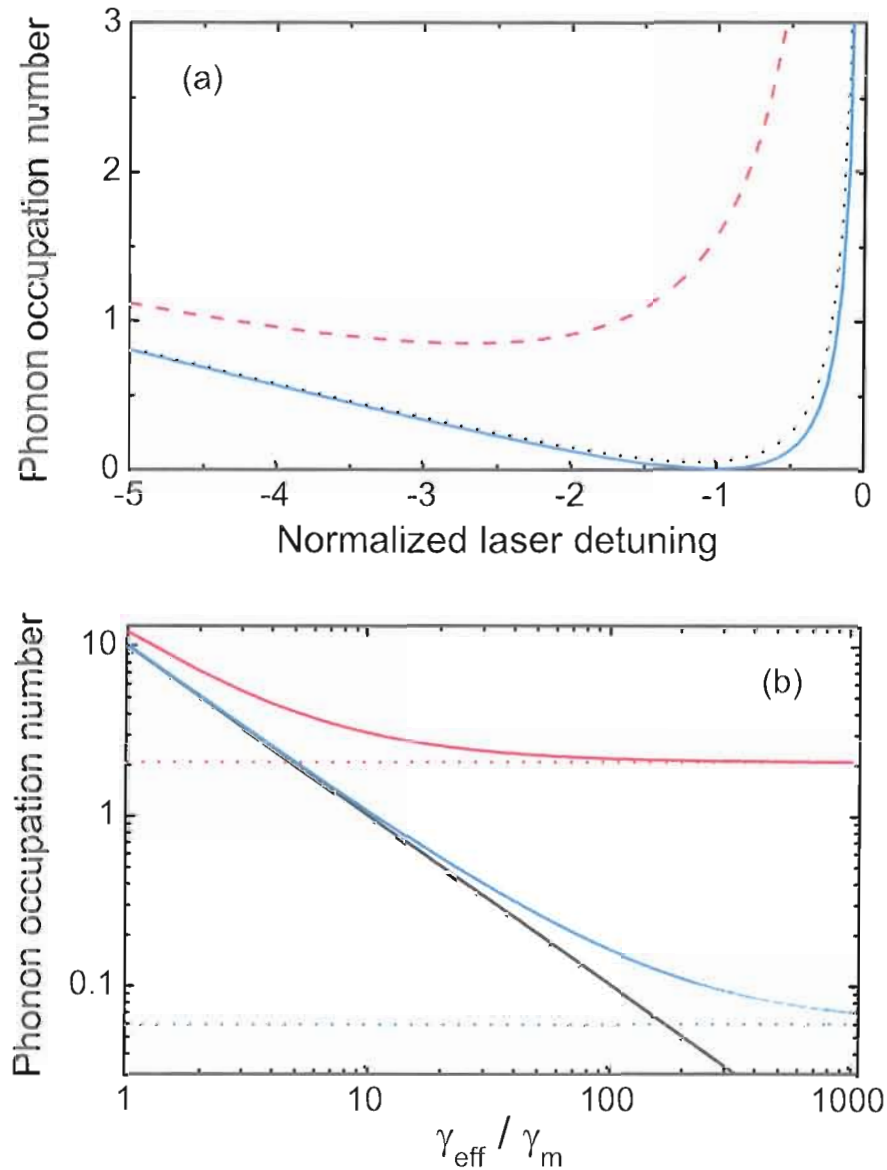 Phonon occupation number
(a)
3
2
1
0
-5 -4 -3 -2 -1 0
Normalized laser detuning
Phonon occupation number
(b)
10
1
0.1
1 10 100 1000
γeff / γm